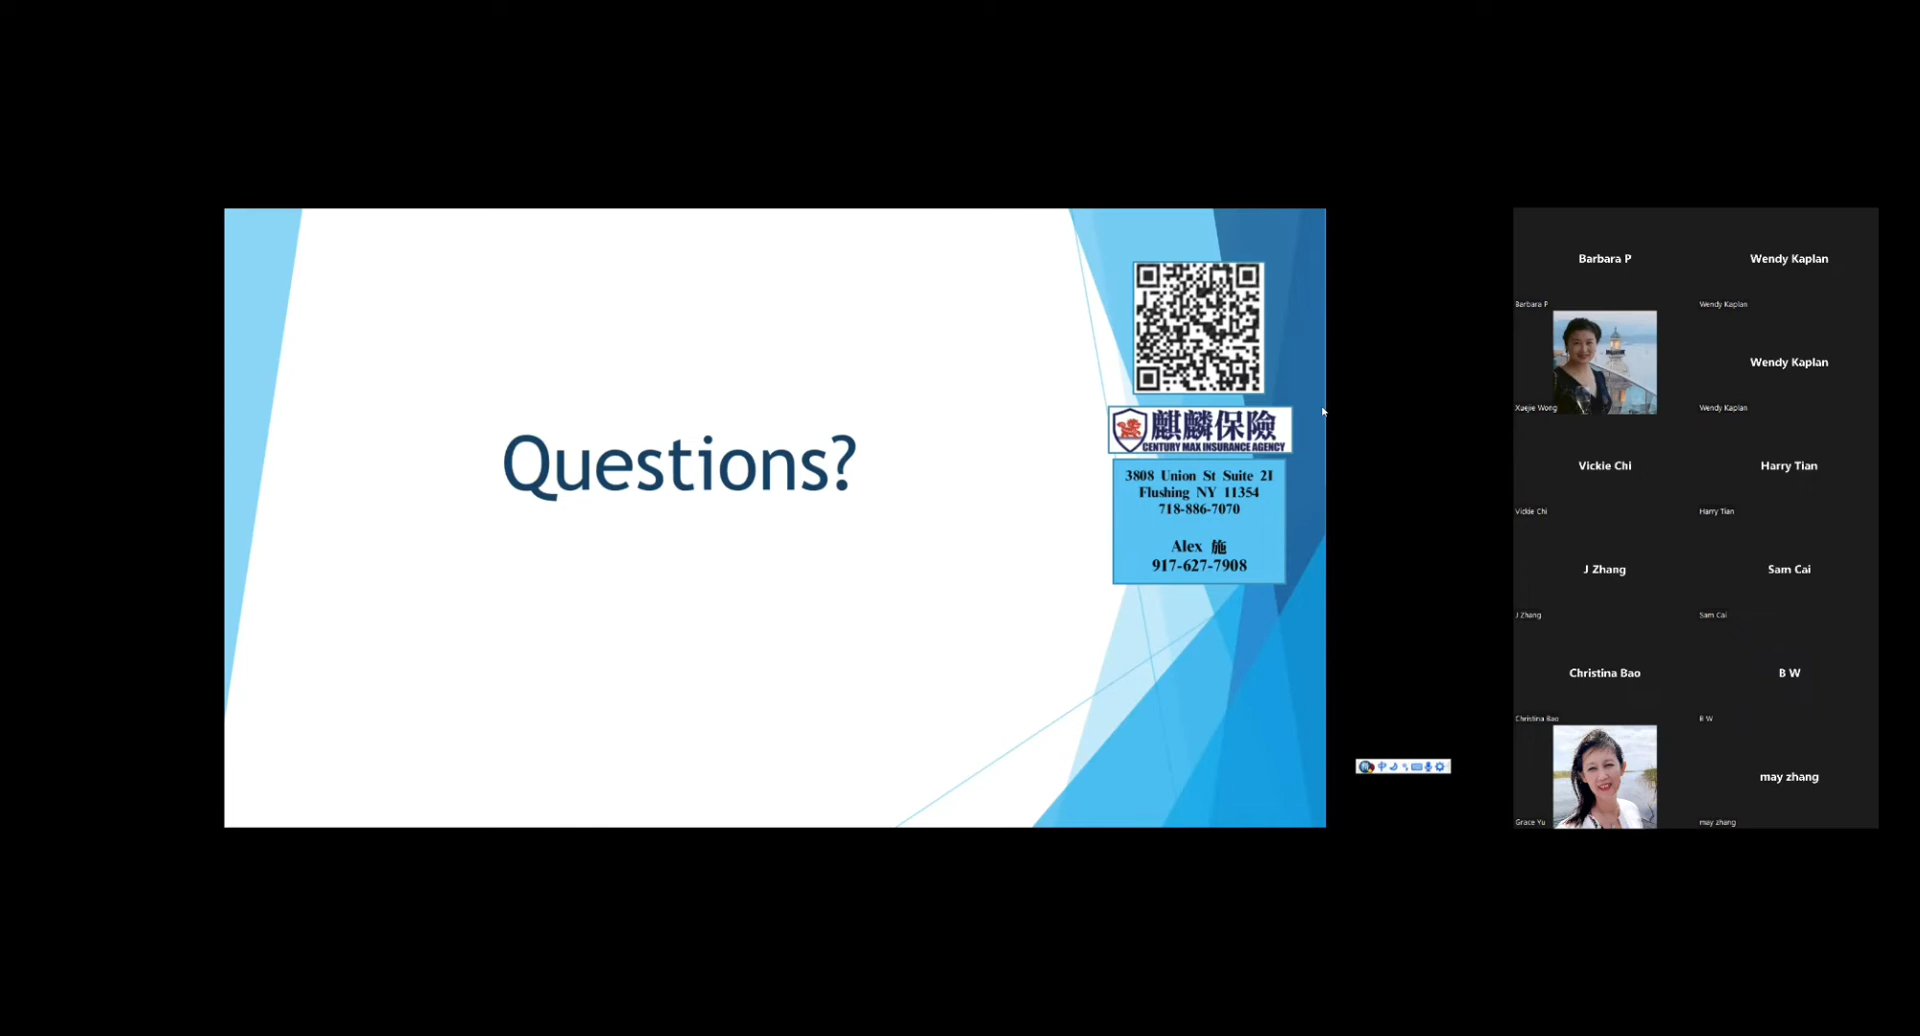 Questions?
麒麟保險
CENTURY MAX INSURANCE AGENCY
3808 Union St Suite 2I
Flushing NY 11354
718-886-7070
Alex 施
917-627-7908
中
Barbara P
Barbara P
Wendy Kaplan
Wendy Kaplan
Xuejie Wong
Wendy Kaplan
Wendy Kaplan
Vickie Chi
Vickie Chi
Harry Tian
Harry Tian
J Zhang
J Zhang
Sam Cai
Sam Cai
Christina Bao
Christina Bao
B W
B W
Grace Yu
may zhang
may zhang